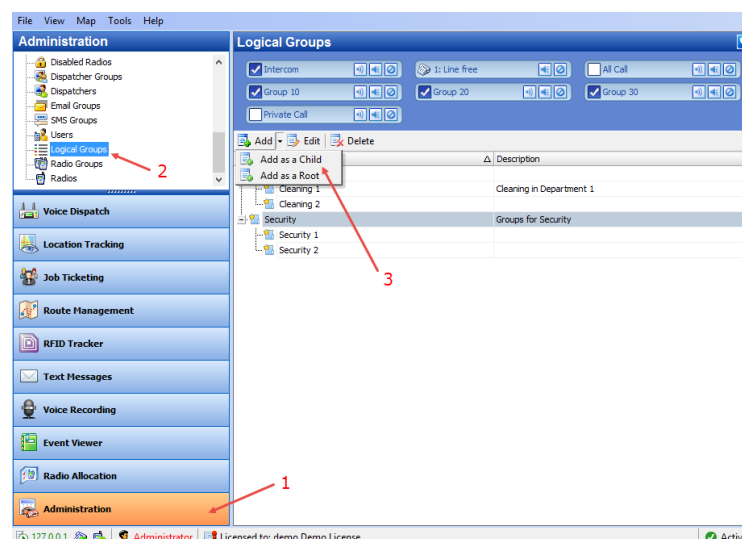 File View Map Tools Help
Administration
Logical Groups
Disabled Radios
Dispatcher Groups
Dispatchers
Email Groups
SMS Groups
Users
Logical Groups
Radio Groups
Radios
2
Intercom
1: Line free
All Call
Group 10
Group 20
Group 30
Private Call
Add Edit Delete
Add as a Child
Add as a Root
Description
Cleaning 1 Cleaning in Department 1
Cleaning 2
Security Groups for Security
Security 1
Security 2
3
Voice Dispatch
Location Tracking
Job Ticketing
Route Management
RFID Tracker
Text Messages
Voice Recording
Event Viewer
Radio Allocation
1
Administration
127.0.0.1 Administrator Licensed to: demo Demo License Activ